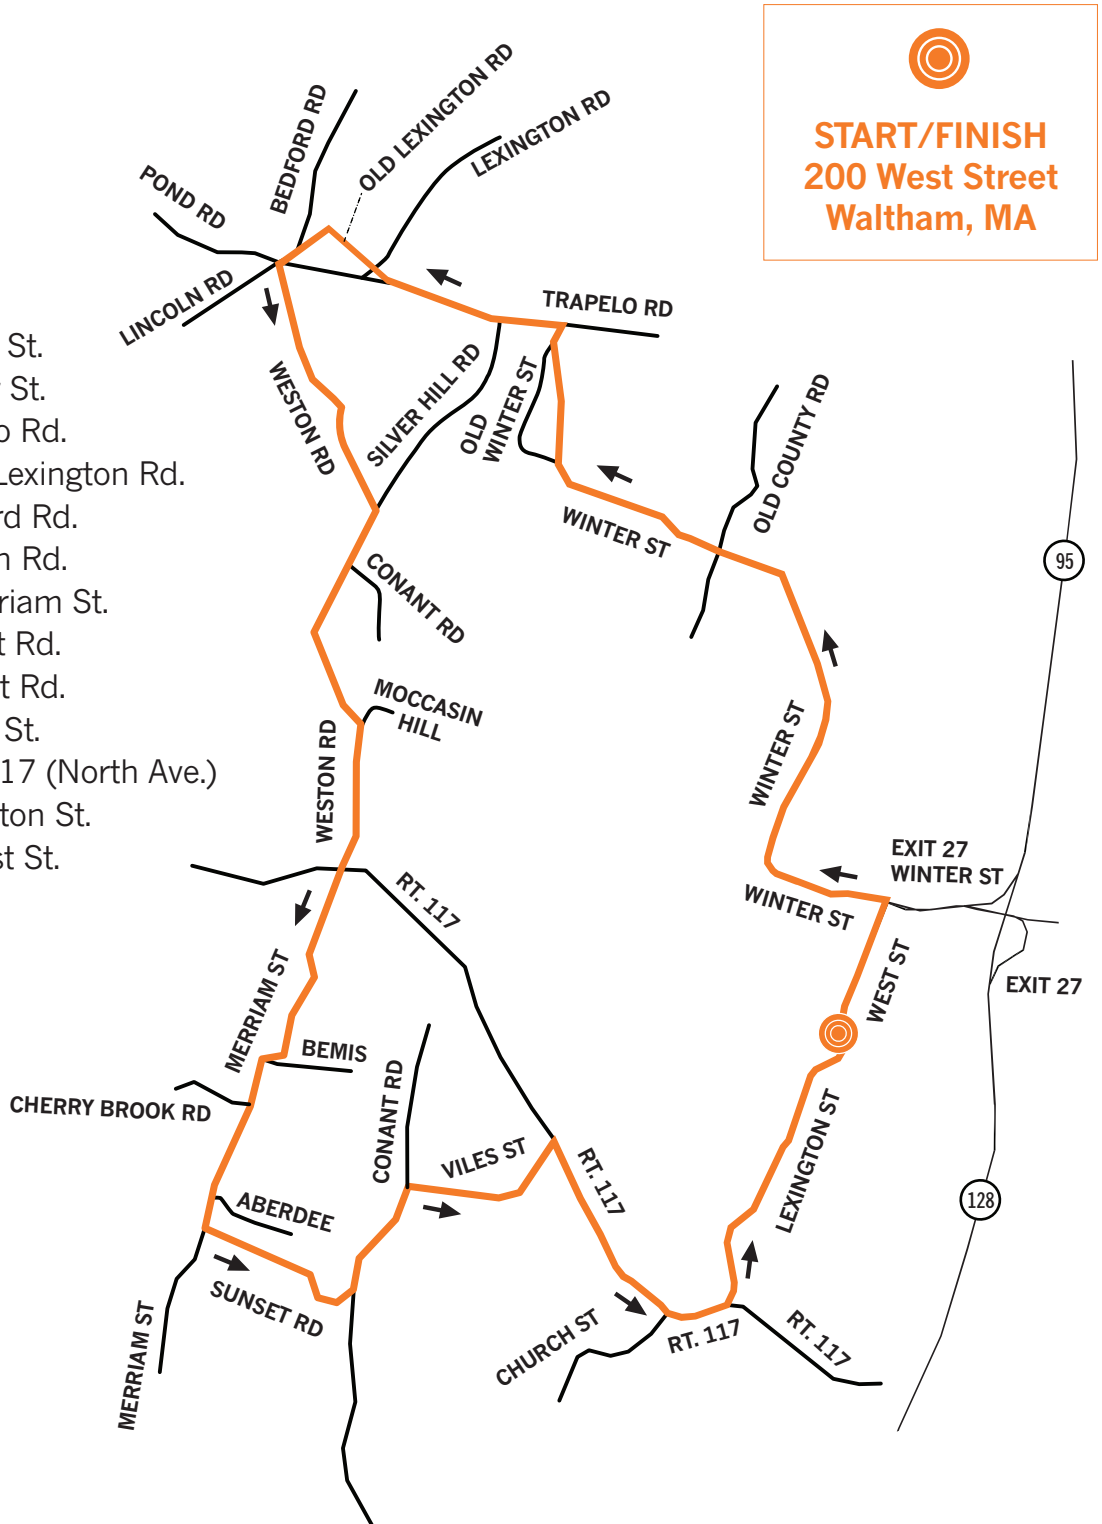 START/FINISH
200 West Street
Waltham, MA
OLD LEXINGTON RD
BEDFORD RD
LEXINGTON RD
POND RD
LINCOLN RD
TRAPELO RD
St.
St.
Rd.
Lexington Rd.
Rd.
Rd.
St.
Rd.
Rd.
St.
17 (North Ave.)
St.
St.
WESTON RD
SILVER HILL RD
OLD
WINTER ST
OLD COUNTY RD
WINTER ST
95
CONANT RD
MOCCASIN
HILL
WESTON RD
WINTER ST
EXIT 27
WINTER ST
WINTER ST
RT. 117
WEST ST
EXIT 27
MERRIAM ST
BEMIS
CHERRY BROOK RD
CONANT RD
VILES ST
RT. 117
LEXINGTON ST
128
ABERDEE
SUNSET RD
MERRIAM ST
CHURCH ST
RT. 117
RT. 117